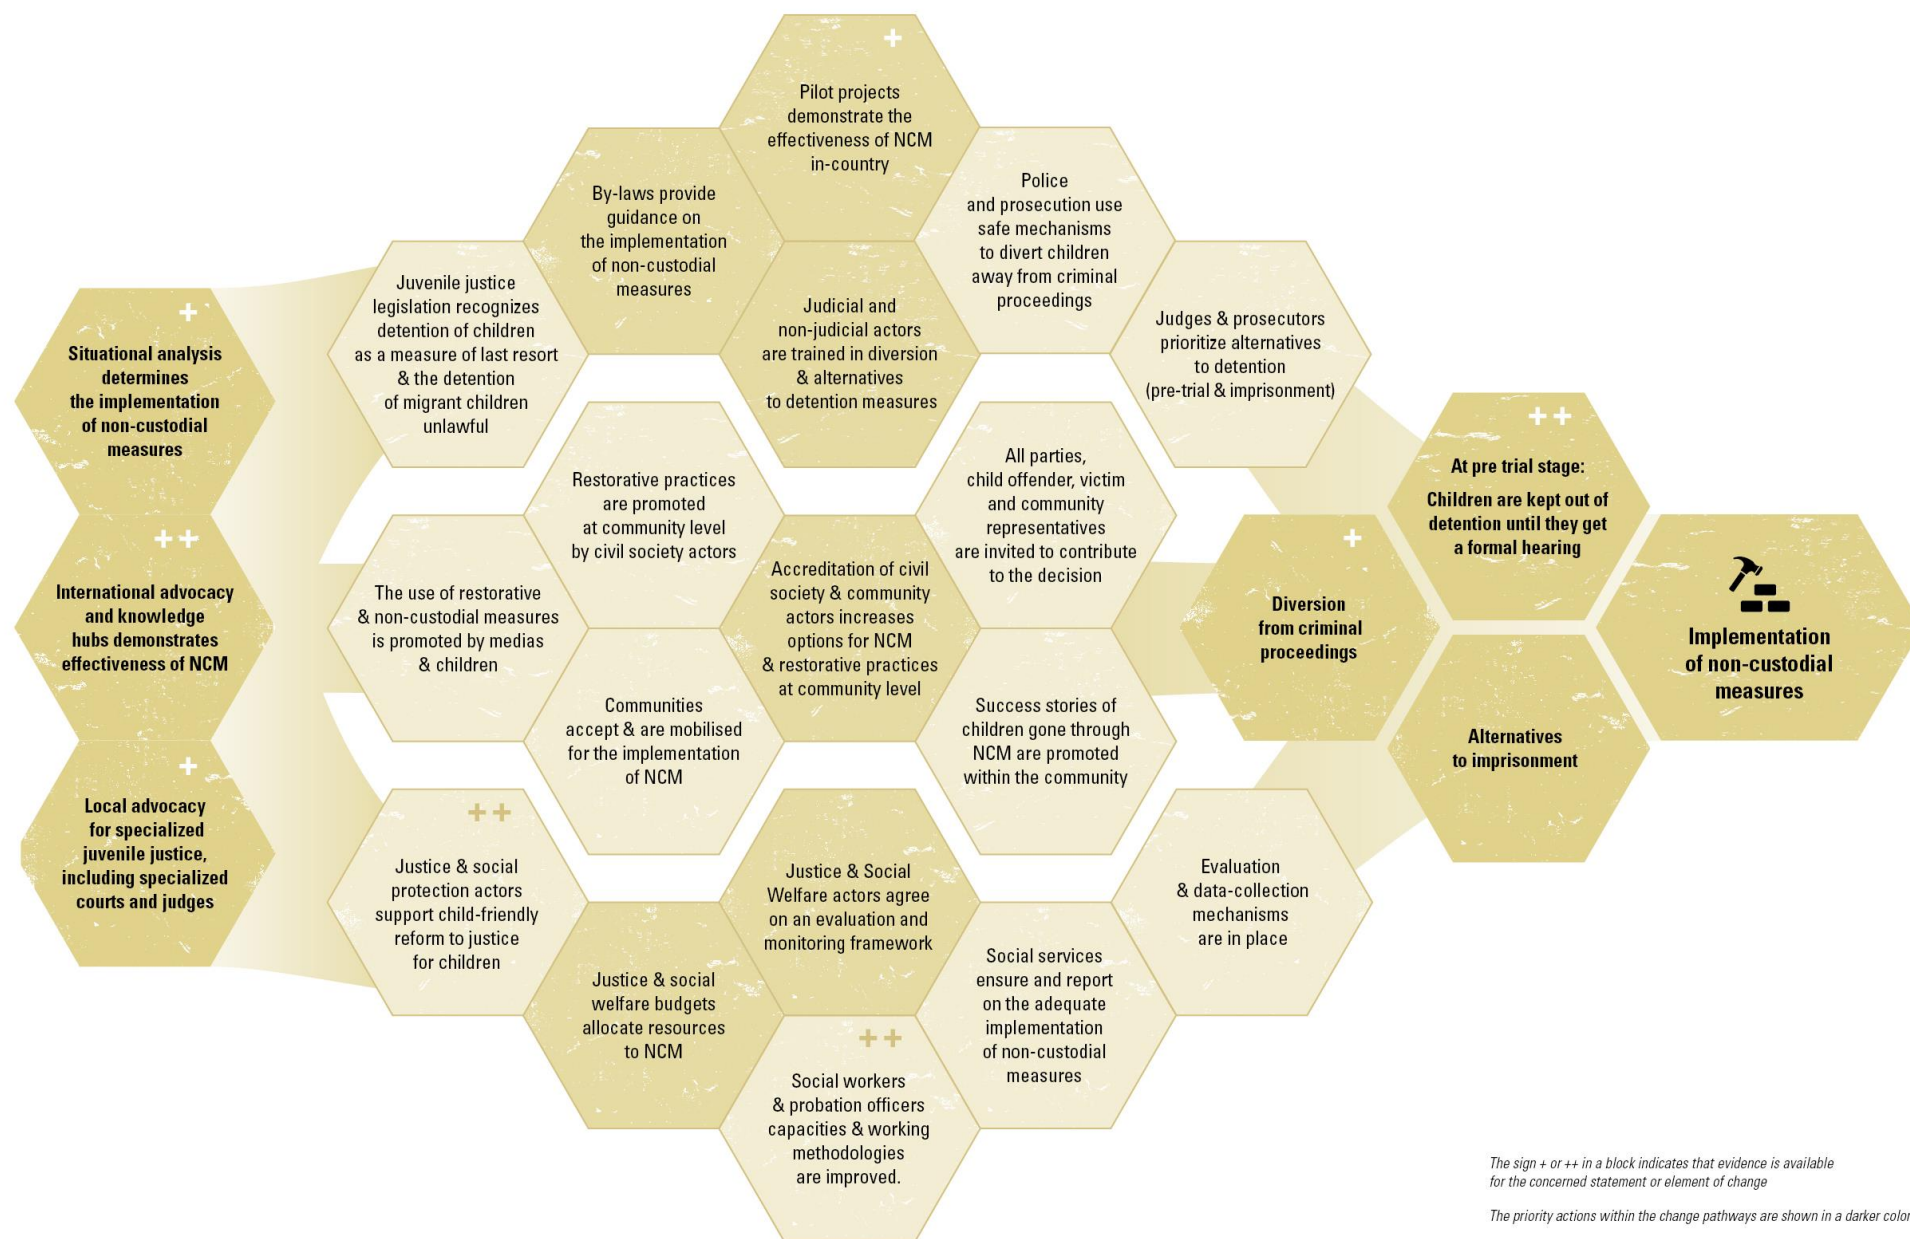 +
Situational analysis
determines
the implementation
of non-custodial
measures
++
International advocacy
and knowledge
hubs demonstrates
effectiveness of NCM
+
Local advocacy
for specialized
juvenile justice,
including specialized
courts and judges
Juvenile justice
legislation recognizes
detention of children
as a measure of last resort
& the detention
of migrant children
unlawful
By-laws provide
guidance on
the implementation
of non-custodial
measures
+
Pilot projects
demonstrate the
effectiveness of NCM
in-country
Judicial and
non-judicial actors
are trained in diversion
& alternatives
to detention measures
Police
and prosecution use
safe mechanisms
to divert children
away from criminal
proceedings
Judges & prosecutors
prioritize alternatives
to detention
(pre-trial & imprisonment)
The use of restorative
& non-custodial measures
is promoted by medias
& children
Restorative practices
are promoted
at community level
by civil society actors
Communities
accept & are mobilised
for the implementation
of NCM
Accreditation of civil
society & community
actors increases
options for NCM
& restorative practices
at community level
All parties,
child offender, victim
and community
representatives
are invited to contribute
to the decision
Success stories of
children gone through
NCM are promoted
within the community
++
Justice & social
protection actors
support child-friendly
reform to justice
for children
Justice & social
welfare budgets
allocate resources
to NCM
Justice & Social
Welfare actors agree
on an evaluation and
monitoring framework
++
Social workers
& probation officers
capacities & working
methodologies
are improved.
Social services
ensure and report
on the adequate
implementation
of non-custodial
measures
Evaluation
& data-collection
mechanisms
are in place
+
Diversion
from criminal
proceedings
++
At pre trial stage:
Children are kept out of
detention until they get
a formal hearing
Alternatives
to imprisonment
Implementation
of non-custodial
measures
The sign + or ++ in a block indicates that evidence is available
for the concerned statement or element of change
The priority actions within the change pathways are shown in a darker color